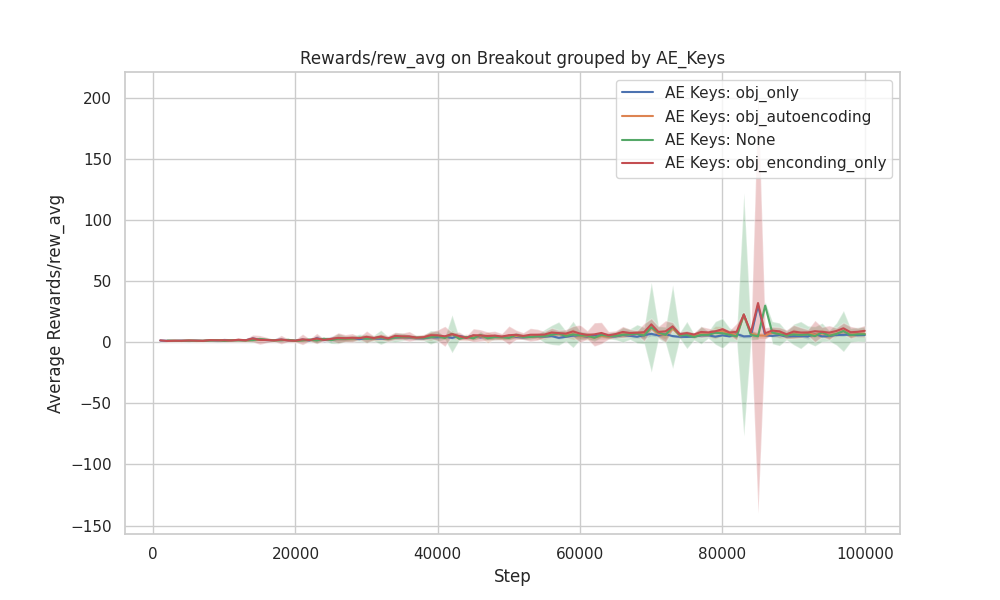 Rewards/rew_avg on Breakout grouped by AE_Keys
AE Keys: obj_only
AE Keys: obj_autoencoding
AE Keys: None
AE Keys: obj_enconding_only
Average Rewards/rew_avg
200
150
100
50
0
−50
−100
−150
0 20000 40000 60000 80000 100000
Step